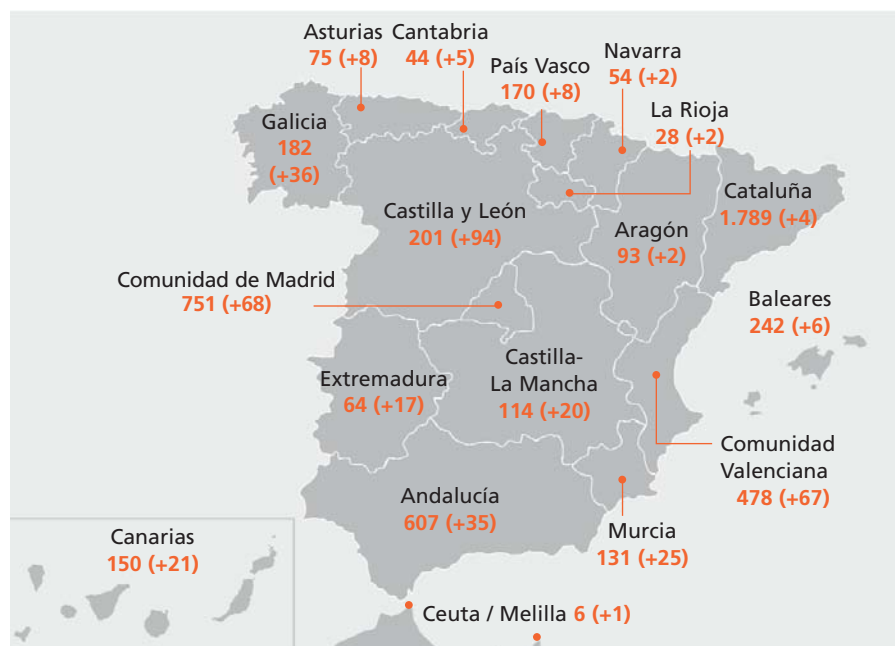 Asturias
75 (+8)
Cantabria
44 (+5)
País Vasco
170 (+8)
Navarra
54 (+2)
La Rioja
28 (+2)
Galicia
182
(+36)
Castilla y León
201 (+94)
Aragón
93 (+2)
Cataluña
1.789 (+4)
Comunidad de Madrid
751 (+68)
Baleares
242 (+6)
Extremadura
64 (+17)
Castilla-
La Mancha
114 (+20)
Comunidad
Valenciana
478 (+67)
Andalucía
607 (+35)
Murcia
131 (+25)
Canarias
150 (+21)
Ceuta / Melilla 6 (+1)